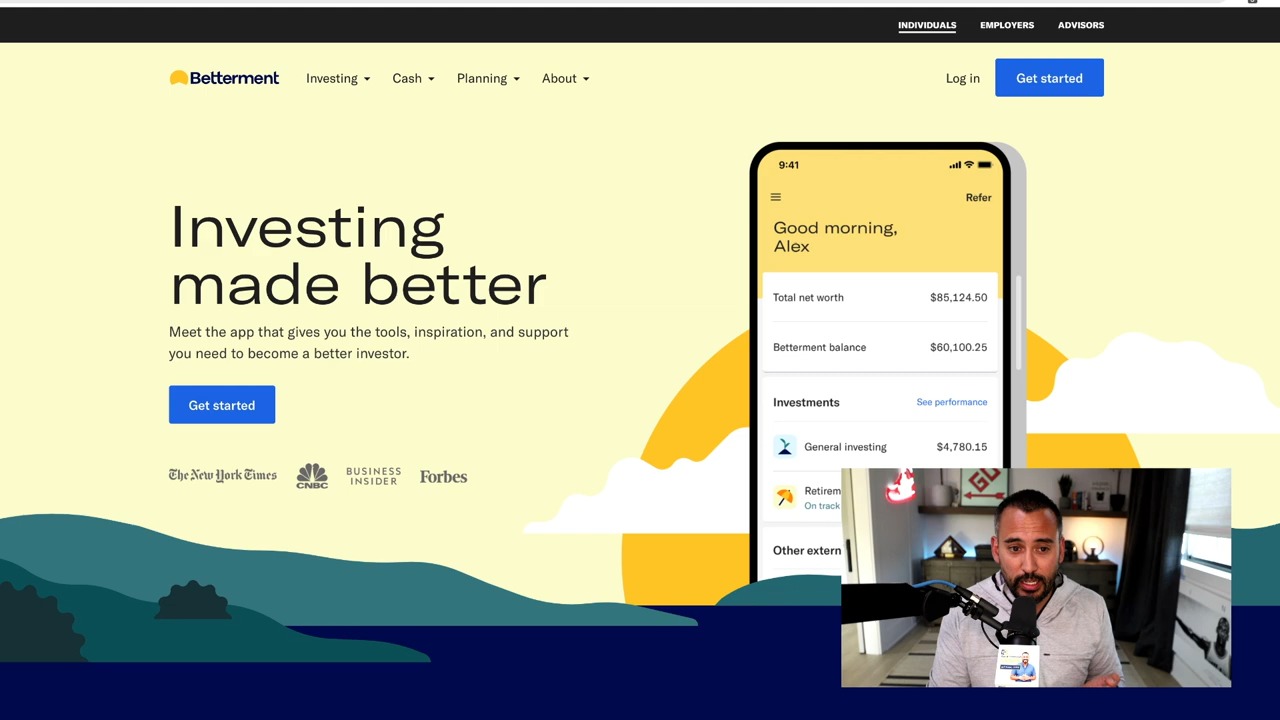 INDIVIDUALS EMPLOYERS ADVISORS
Betterment Investing Cash Planning About Log in Get started
Investing
made better
Meet the app that gives you the tools, inspiration, and support
you need to become a better investor.
Get started
The New York Times CNBC BUSINESS INSIDER Forbes
9:41
Refer
Good morning,
Alex
Total net worth $85,124.50
Betterment balance $60,100.25
Investments See performance
General investing $4,780.15
Retirem
On track
Other extern
GO